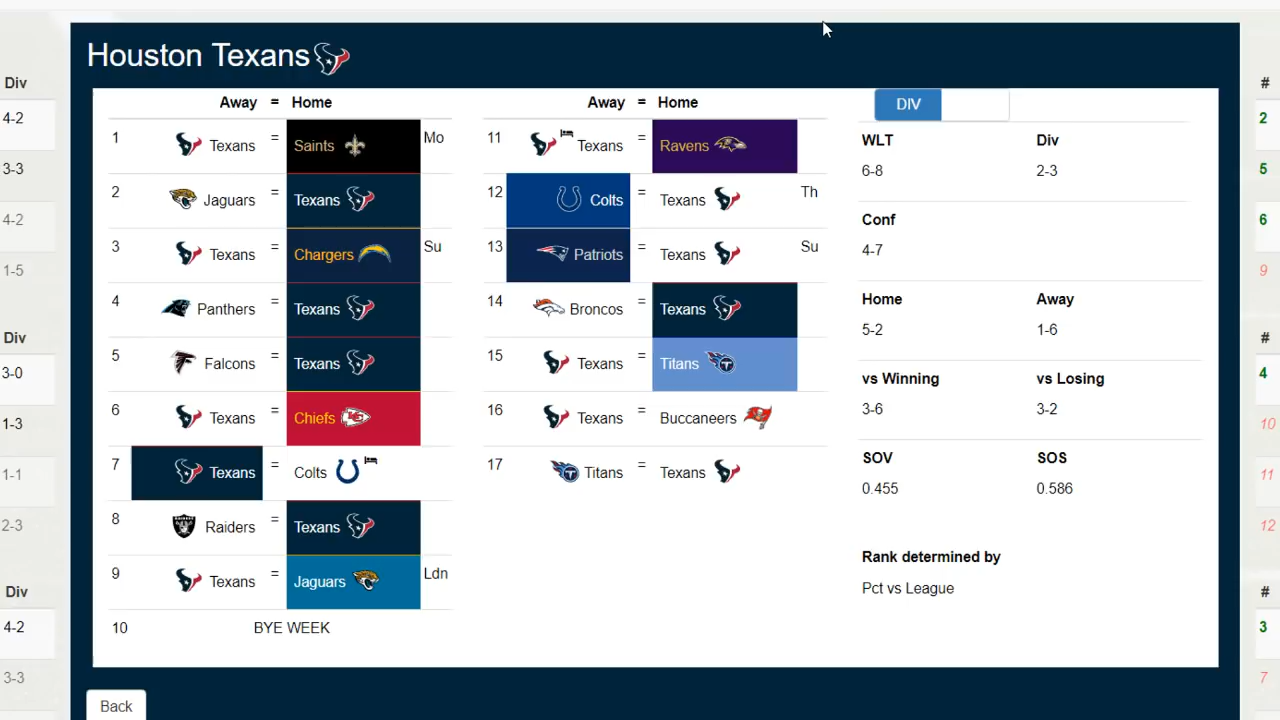 Houston Texans
Div
4-2
3-3
4-2
1-5
Div
3-0
1-3
1-1
2-3
Div
4-2
3-3
Away = Home
1 Texans = Saints Mo
2 Jaguars = Texans
3 Texans = Chargers Su
4 Panthers = Texans
5 Falcons = Texans
6 Texans = Chiefs
7 Texans = Colts
8 Raiders = Texans
9 Texans = Jaguars Ldn
10 BYE WEEK
Away = Home
11 Texans = Ravens
12 Colts = Texans Th
13 Patriots = Texans Su
14 Broncos = Texans
15 Texans = Titans
16 Texans = Buccaneers
17 Titans = Texans
DIV
WLT Div
6-8 2-3
Conf
4-7
Home Away
5-2 1-6
vs Winning vs Losing
3-6 3-2
SOV SOS
0.455 0.586
Rank determined by
Pct vs League
#
2
5
6
9
#
4
10
11
12
#
3
7
Back